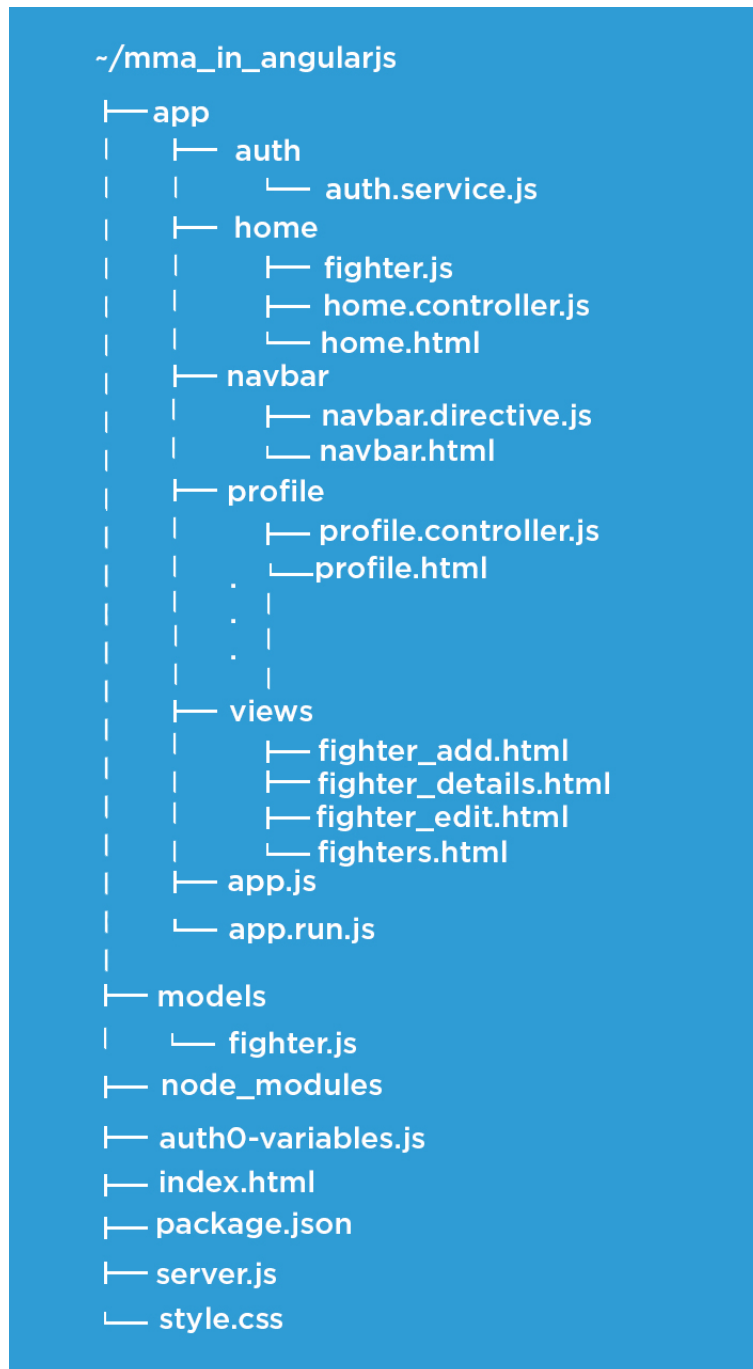 ~/mma_in_angularjs
app
auth
auth.service.js
home
fighter.js
home.controller.js
home.html
navbar
navbar.directive.js
navbar.html
profile
profile.controller.js
profile.html
.
.
.
views
fighter_add.html
fighter_details.html
fighter_edit.html
fighters.html
app.js
app.run.js
models
fighter.js
node_modules
auth0-variables.js
index.html
package.json
server.js
style.css